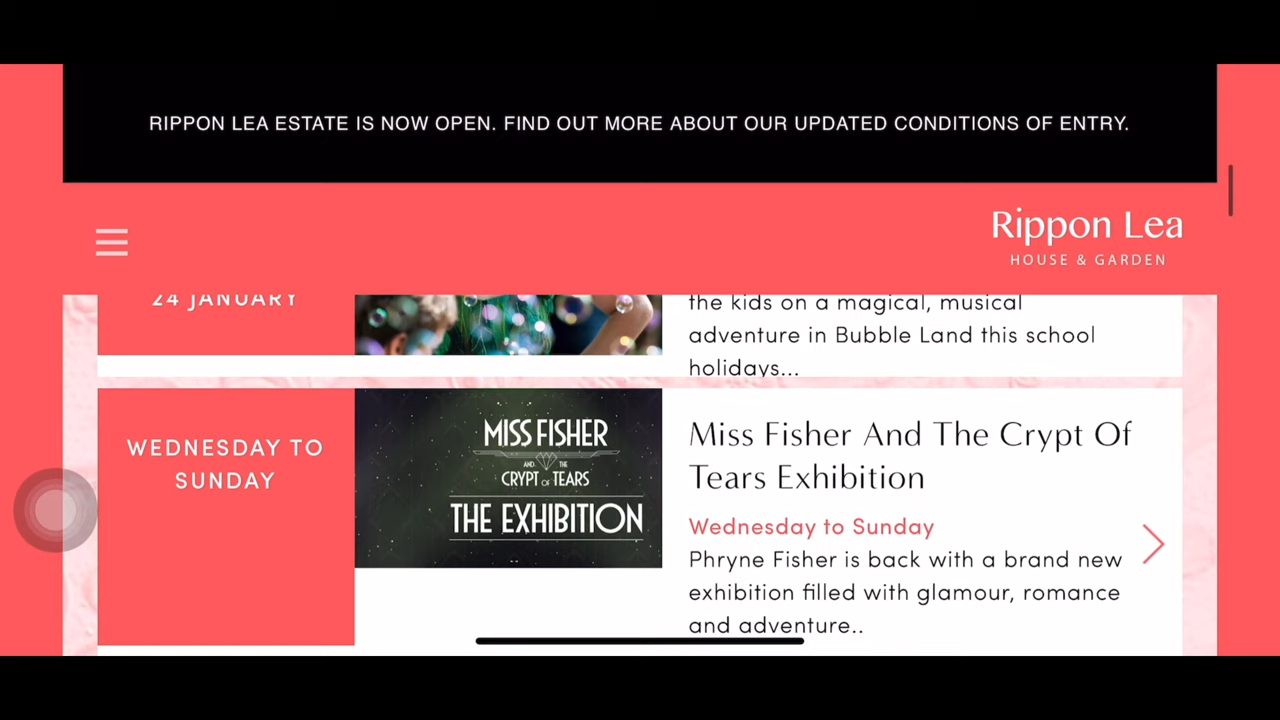 RIPPON LEA ESTATE IS NOW OPEN. FIND OUT MORE ABOUT OUR UPDATED CONDITIONS OF ENTRY.
Rippon Lea
HOUSE & GARDEN
24 JANUARY
the kids on a magical, musical
adventure in Bubble Land this school
holidays...
WEDNESDAY TO
SUNDAY
MISS FISHER
AND THE
CRYPT OF TEARS
THE EXHIBITION
Miss Fisher And The Crypt Of
Tears Exhibition
Wednesday to Sunday
Phryne Fisher is back with a brand new
exhibition filled with glamour, romance
and adventure..